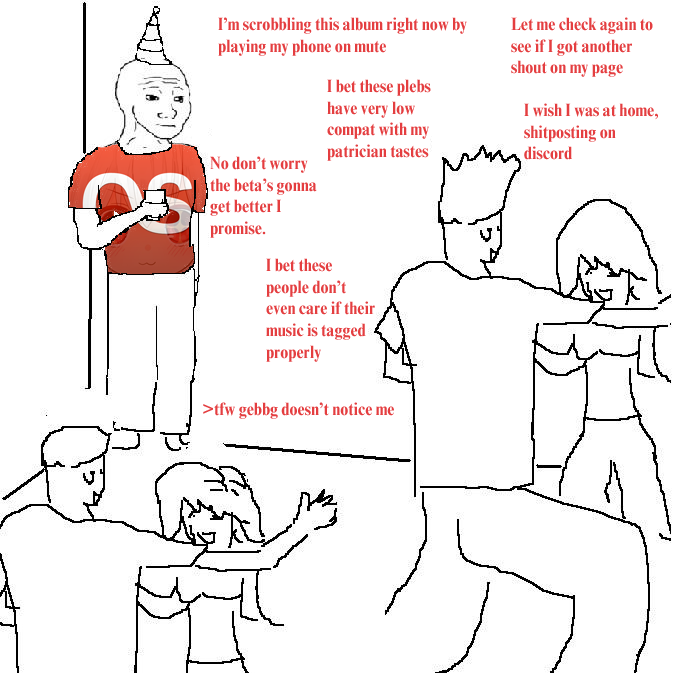 I'm scrobbling this album right now by
playing my phone on mute
Let me check again to
see if I got another
shout on my page
I bet these plebs
have very low
compat with my
patrician tastes
I wish I was at home,
shitposting on
discord
No don't worry
the beta's gonna
get better I
promise.
OS
I bet these
people don't
even care if their
music is tagged
properly
>tfw gebbg doesn't notice me